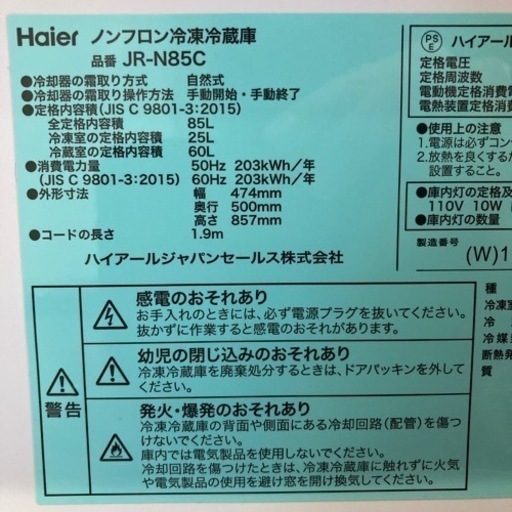 Haier ノンフロン冷凍冷蔵庫
品番 JR-N85C
●冷却器の霜取り方式 自然式
●冷却器の霜取り操作方法 手動開始・手動終了
●定格内容積(JIS C 9801-3:2015)
全定格内容積 85L
冷凍室の定格内容積 25L
冷蔵室の定格内容積 60L
●消費電力量 50Hz 203kWh/年
(JIS C 9801-3:2015) 60Hz 203kWh/年
●外形寸法 幅 474mm
奥行 500mm
高さ 857mm
●コードの長さ 1.9m
ハイアールジャパンセールス株式会社
PS
E
ハイアール
定格電圧
定格周波数
電動機定格消費電
電熱装置定格消費
●使用上の注意
1.電源は必ずコン
2.放熱を良くするた
設置すること。
●庫内灯の定格及
110V 10W
●庫内灯の数量
製造番号
(W)1
種
冷凍室
冷
冷媒
断熱発
質
警告
感電のおそれあり
お手入れのときには、必ず電源プラグを抜いてください。
抜かずに作業すると感電のおそれがあります。
幼児の閉じ込みのおそれあり
冷凍冷蔵庫を廃棄処分するときは、ドアパッキンを外して
ください。
発火・爆発のおそれあり
冷凍冷蔵庫の背面や側面にある冷却回路(配管)を傷つ
けないでください。
庫内では電気製品を使用しないでください。
冷却回路を傷つけたときは、冷凍冷蔵庫に触れずに火気
や電気製品の使用を避け窓を開け換気してください。